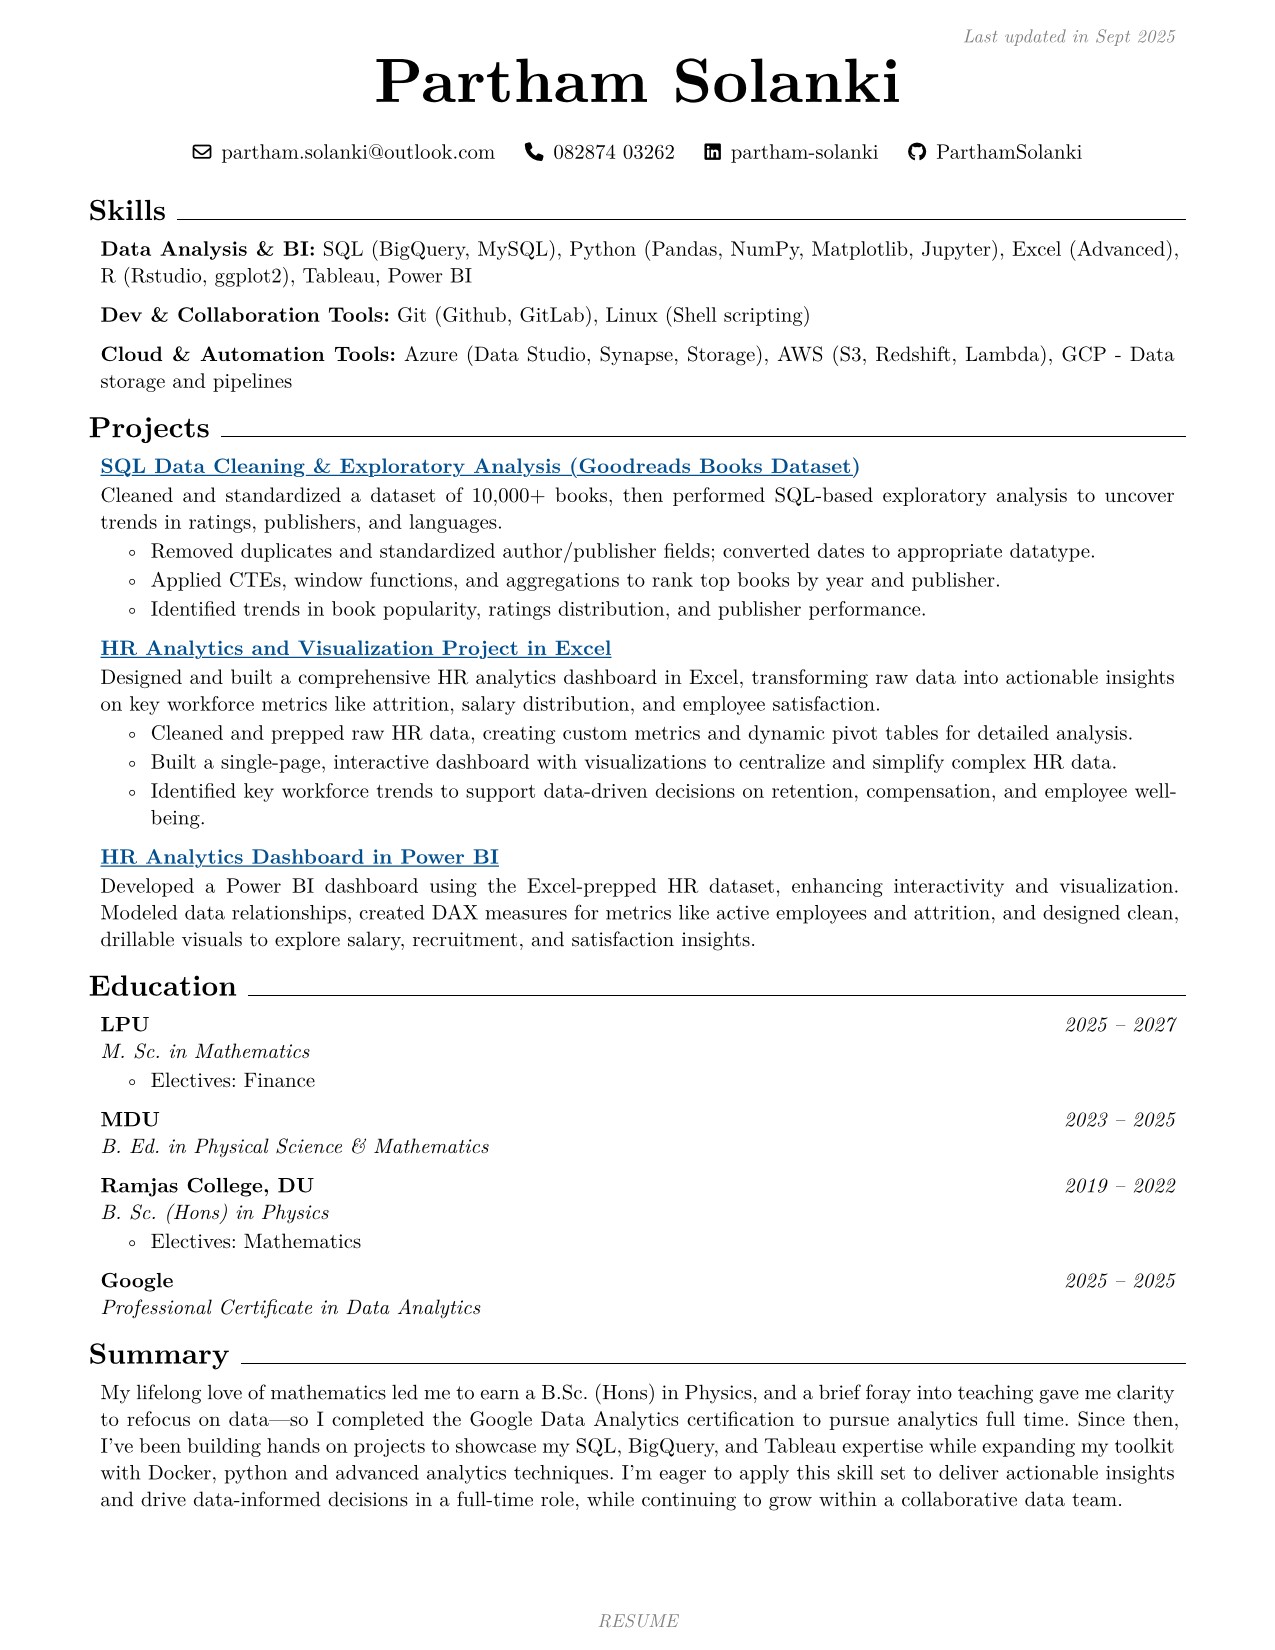 Last updated in Sept 2025
Partham Solanki
partham.solanki@outlook.com 082874 03262 partham-solanki ParthamSolanki
Skills
Data Analysis & BI: SQL (BigQuery, MySQL), Python (Pandas, NumPy, Matplotlib, Jupyter), Excel (Advanced),
R (Rstudio, ggplot2), Tableau, Power BI
Dev & Collaboration Tools: Git (Github, GitLab), Linux (Shell scripting)
Cloud & Automation Tools: Azure (Data Studio, Synapse, Storage), AWS (S3, Redshift, Lambda), GCP - Data
storage and pipelines
Projects
SQL Data Cleaning & Exploratory Analysis (Goodreads Books Dataset)
Cleaned and standardized a dataset of 10,000+ books, then performed SQL-based exploratory analysis to uncover
trends in ratings, publishers, and languages.
◦ Removed duplicates and standardized author/publisher fields; converted dates to appropriate datatype.
◦ Applied CTEs, window functions, and aggregations to rank top books by year and publisher.
◦ Identified trends in book popularity, ratings distribution, and publisher performance.
HR Analytics and Visualization Project in Excel
Designed and built a comprehensive HR analytics dashboard in Excel, transforming raw data into actionable insights
on key workforce metrics like attrition, salary distribution, and employee satisfaction.
◦ Cleaned and prepped raw HR data, creating custom metrics and dynamic pivot tables for detailed analysis.
◦ Built a single-page, interactive dashboard with visualizations to centralize and simplify complex HR data.
◦ Identified key workforce trends to support data-driven decisions on retention, compensation, and employee well-
being.
HR Analytics Dashboard in Power BI
Developed a Power BI dashboard using the Excel-prepped HR dataset, enhancing interactivity and visualization.
Modeled data relationships, created DAX measures for metrics like active employees and attrition, and designed clean,
drillable visuals to explore salary, recruitment, and satisfaction insights.
Education
LPU 2025 – 2027
M. Sc. in Mathematics
◦ Electives: Finance
MDU 2023 – 2025
B. Ed. in Physical Science & Mathematics
Ramjas College, DU 2019 – 2022
B. Sc. (Hons) in Physics
◦ Electives: Mathematics
Google 2025 – 2025
Professional Certificate in Data Analytics
Summary
My lifelong love of mathematics led me to earn a B.Sc. (Hons) in Physics, and a brief foray into teaching gave me clarity
to refocus on data—so I completed the Google Data Analytics certification to pursue analytics full time. Since then,
I've been building hands on projects to showcase my SQL, BigQuery, and Tableau expertise while expanding my toolkit
with Docker, python and advanced analytics techniques. I'm eager to apply this skill set to deliver actionable insights
and drive data-informed decisions in a full-time role, while continuing to grow within a collaborative data team.
RESUME